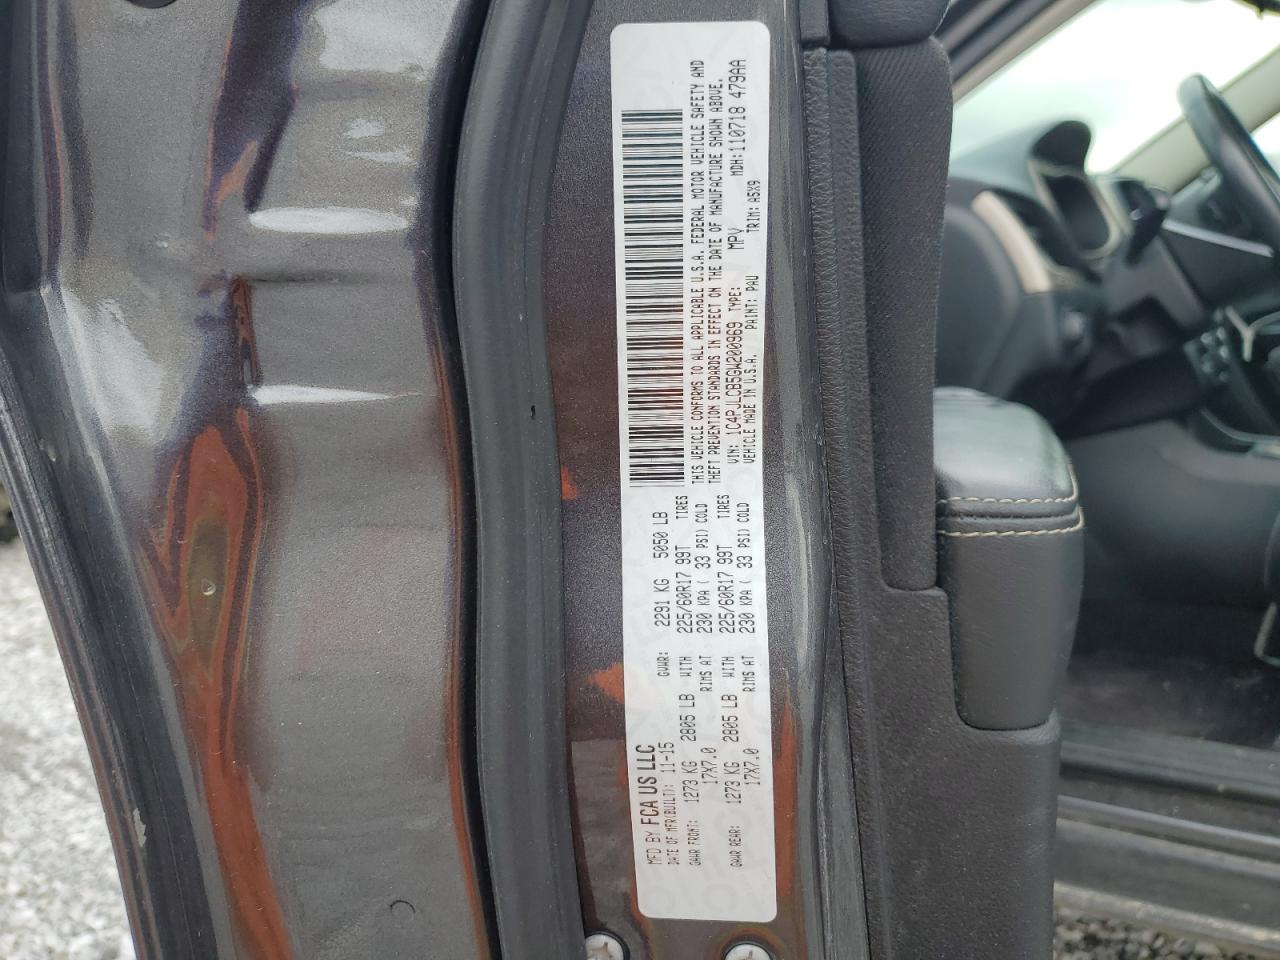 MFD BY FCA US LLC
DATE OF MFR(BUILT): 11-15 GVWR: 2291 KG 5050 LB
GAWR FRONT: 1273 KG 2805 LB WITH 225/60R17 99T TIRES
17X7.0 RIMS AT 230 KPA ( 33 PSI) COLD
GAWR REAR: 1273 KG 2805 LB WITH 225/60R17 99T TIRES
17X7.0 RIMS AT 230 KPA ( 33 PSI) COLD
THIS VEHICLE CONFORMS TO ALL APPLICABLE U.S.A. FEDERAL MOTOR VEHICLE SAFETY AND
THEFT PREVENTION STANDARDS IN EFFECT ON THE DATE OF MANUFACTURE SHOWN ABOVE.
VIN: 1C4PJLCB5GW200969 TYPE: MPV MDH: 110718 479AA
VEHICLE MADE IN U.S.A. PAINT: PAU TRIM: A5X9